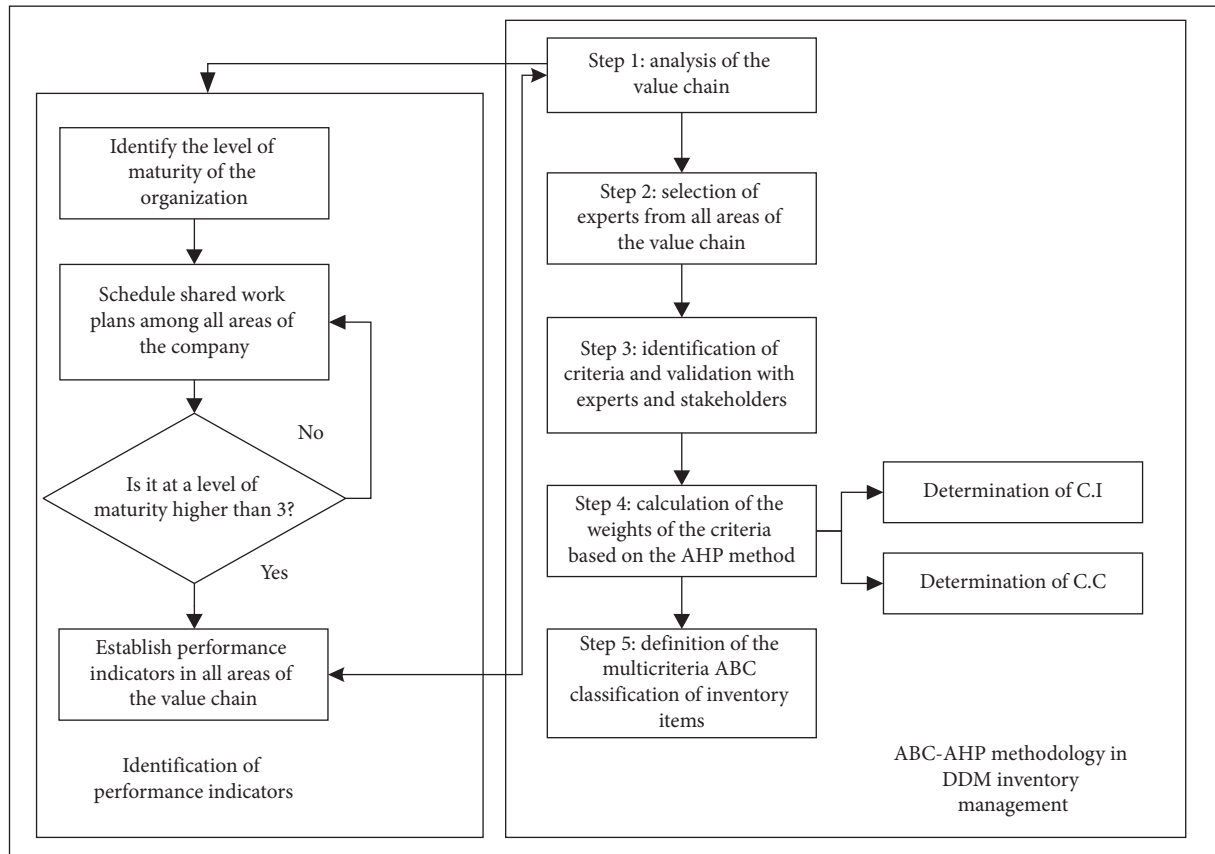 Identify the level of
maturity of the
organization
Schedule shared work
plans among all areas of
the company
No
Is it at a level of
maturity higher than 3?
Yes
Establish performance
indicators in all areas of
the value chain
Identification of
performance indicators
Step 1: analysis of the
value chain
Step 2: selection of
experts from all areas of
the value chain
Step 3: identification of
criteria and validation with
experts and stakeholders
Step 4: calculation of the
weights of the criteria
based on the AHP method
Determination of C.I
Determination of C.C
Step 5: definition of the
multicriteria ABC
classification of inventory
items
ABC-AHP methodology in
DDM inventory
management